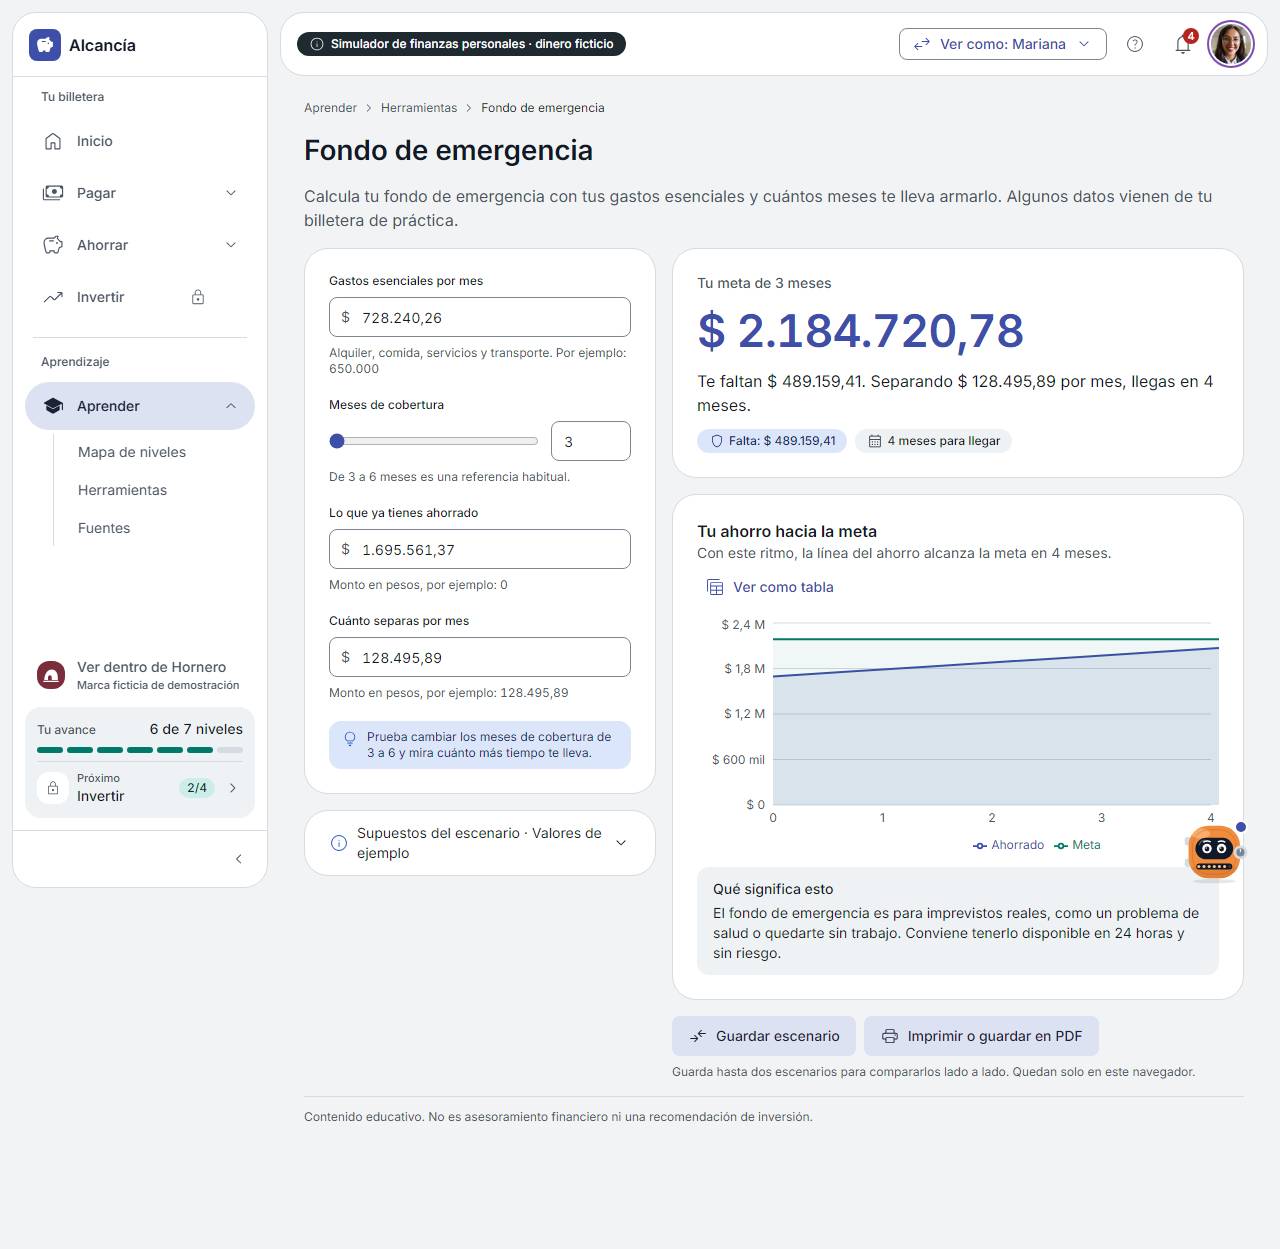 Alcancía
Tu billetera
Inicio
Pagar
Ahorrar
Invertir
Aprendizaje
Aprender
Mapa de niveles
Herramientas
Fuentes
Ver dentro de Hornero
Marca ficticia de demostración
Tu avance
6 de 7 niveles
Próximo
Invertir
2/4
Simulador de finanzas personales · dinero ficticio
Ver como: Mariana
4
Aprender
Herramientas
Fondo de emergencia
Fondo de emergencia
Calcula tu fondo de emergencia con tus gastos esenciales y cuántos meses te lleva armarlo. Algunos datos vienen de tu
billetera de práctica.
Gastos esenciales por mes
$ 728.240,26
Alquiler, comida, servicios y transporte. Por ejemplo:
650.000
Meses de cobertura
3
De 3 a 6 meses es una referencia habitual.
Lo que ya tienes ahorrado
$ 1.695.561,37
Monto en pesos, por ejemplo: 0
Cuánto separas por mes
$ 128.495,89
Monto en pesos, por ejemplo: 128.495,89
Prueba cambiar los meses de cobertura de
3 a 6 y mira cuánto más tiempo te lleva.
Supuestos del escenario · Valores de
ejemplo
Tu meta de 3 meses
$ 2.184.720,78
Te faltan $ 489.159,41. Separando $ 128.495,89 por mes, llegas en 4
meses.
Falta: $ 489.159,41
4 meses para llegar
Tu ahorro hacia la meta
Con este ritmo, la línea del ahorro alcanza la meta en 4 meses.
Ver como tabla
$ 2,4 M
$ 1,8 M
$ 1,2 M
$ 600 mil
$ 0
0 1 2 3 4
Ahorrado Meta
Qué significa esto
El fondo de emergencia es para imprevistos reales, como un problema de
salud o quedarte sin trabajo. Conviene tenerlo disponible en 24 horas y
sin riesgo.
Guardar escenario
Imprimir o guardar en PDF
Guarda hasta dos escenarios para compararlos lado a lado. Quedan solo en este navegador.
Contenido educativo. No es asesoramiento financiero ni una recomendación de inversión.